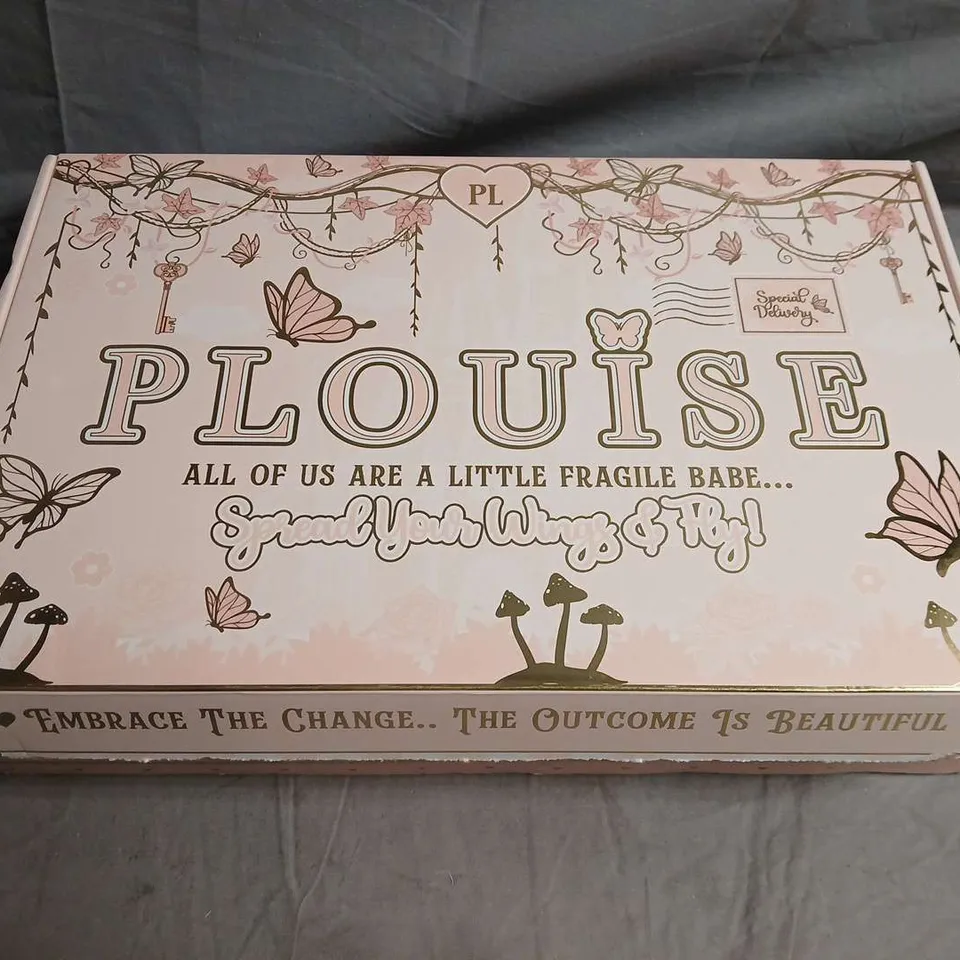 PL
Special
Delivery
PLOUISE
ALL OF US ARE A LITTLE FRAGILE BABE...
Spread Your Wings & Fly!
EMBRACE THE CHANGE.. THE OUTCOME IS BEAUTIFUL